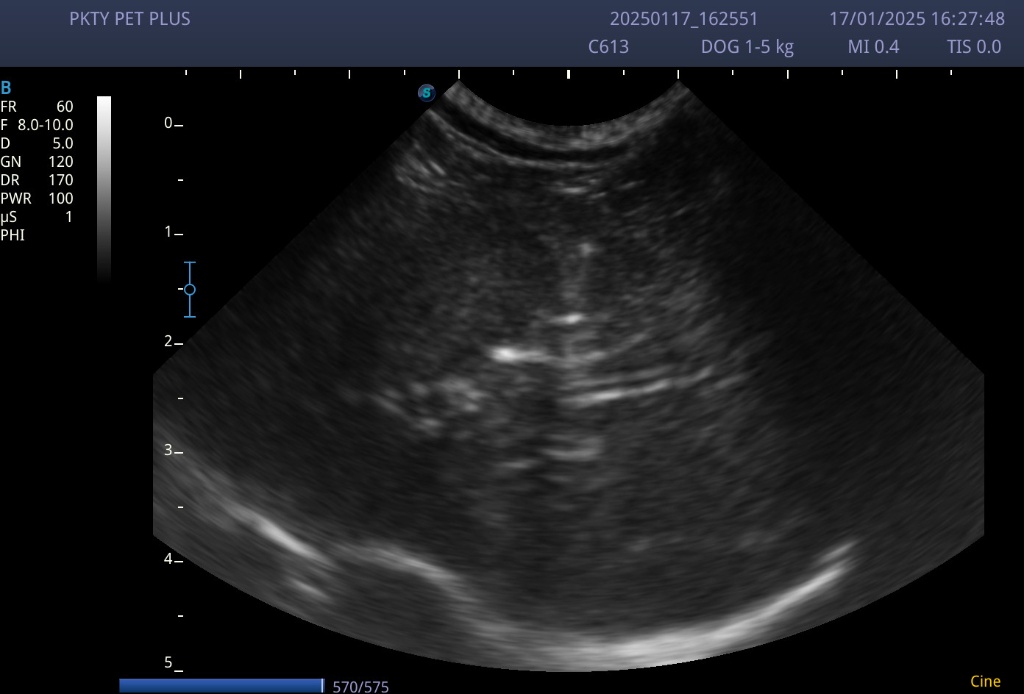 PKTY PET PLUS
20250117_162551
17/01/2025 16:27:48
C613
DOG 1-5 kg
MI 0.4
TIS 0.0
B
FR 60
F 8.0-10.0
D 5.0
GN 120
DR 170
PWR 100
µS 1
PHI
S
0
1
2
3
4
5
570/575
Cine